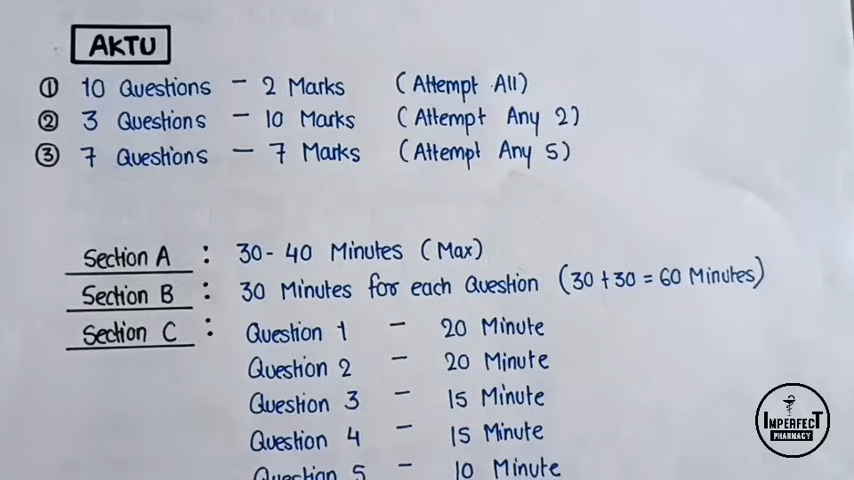 AKTU
① 10 Questions – 2 Marks (Attempt All)
② 3 Questions – 10 Marks (Attempt Any 2)
③ 7 Questions – 7 Marks (Attempt Any 5)
Section A : 30-40 Minutes (Max)
Section B : 30 Minutes for each Question (30+30=60 Minutes)
Section C : Question 1 – 20 Minute
Question 2 – 20 Minute
Question 3 – 15 Minute
Question 4 – 15 Minute
Question 5 – 10 Minute
IMPERFECT
PHARMACY